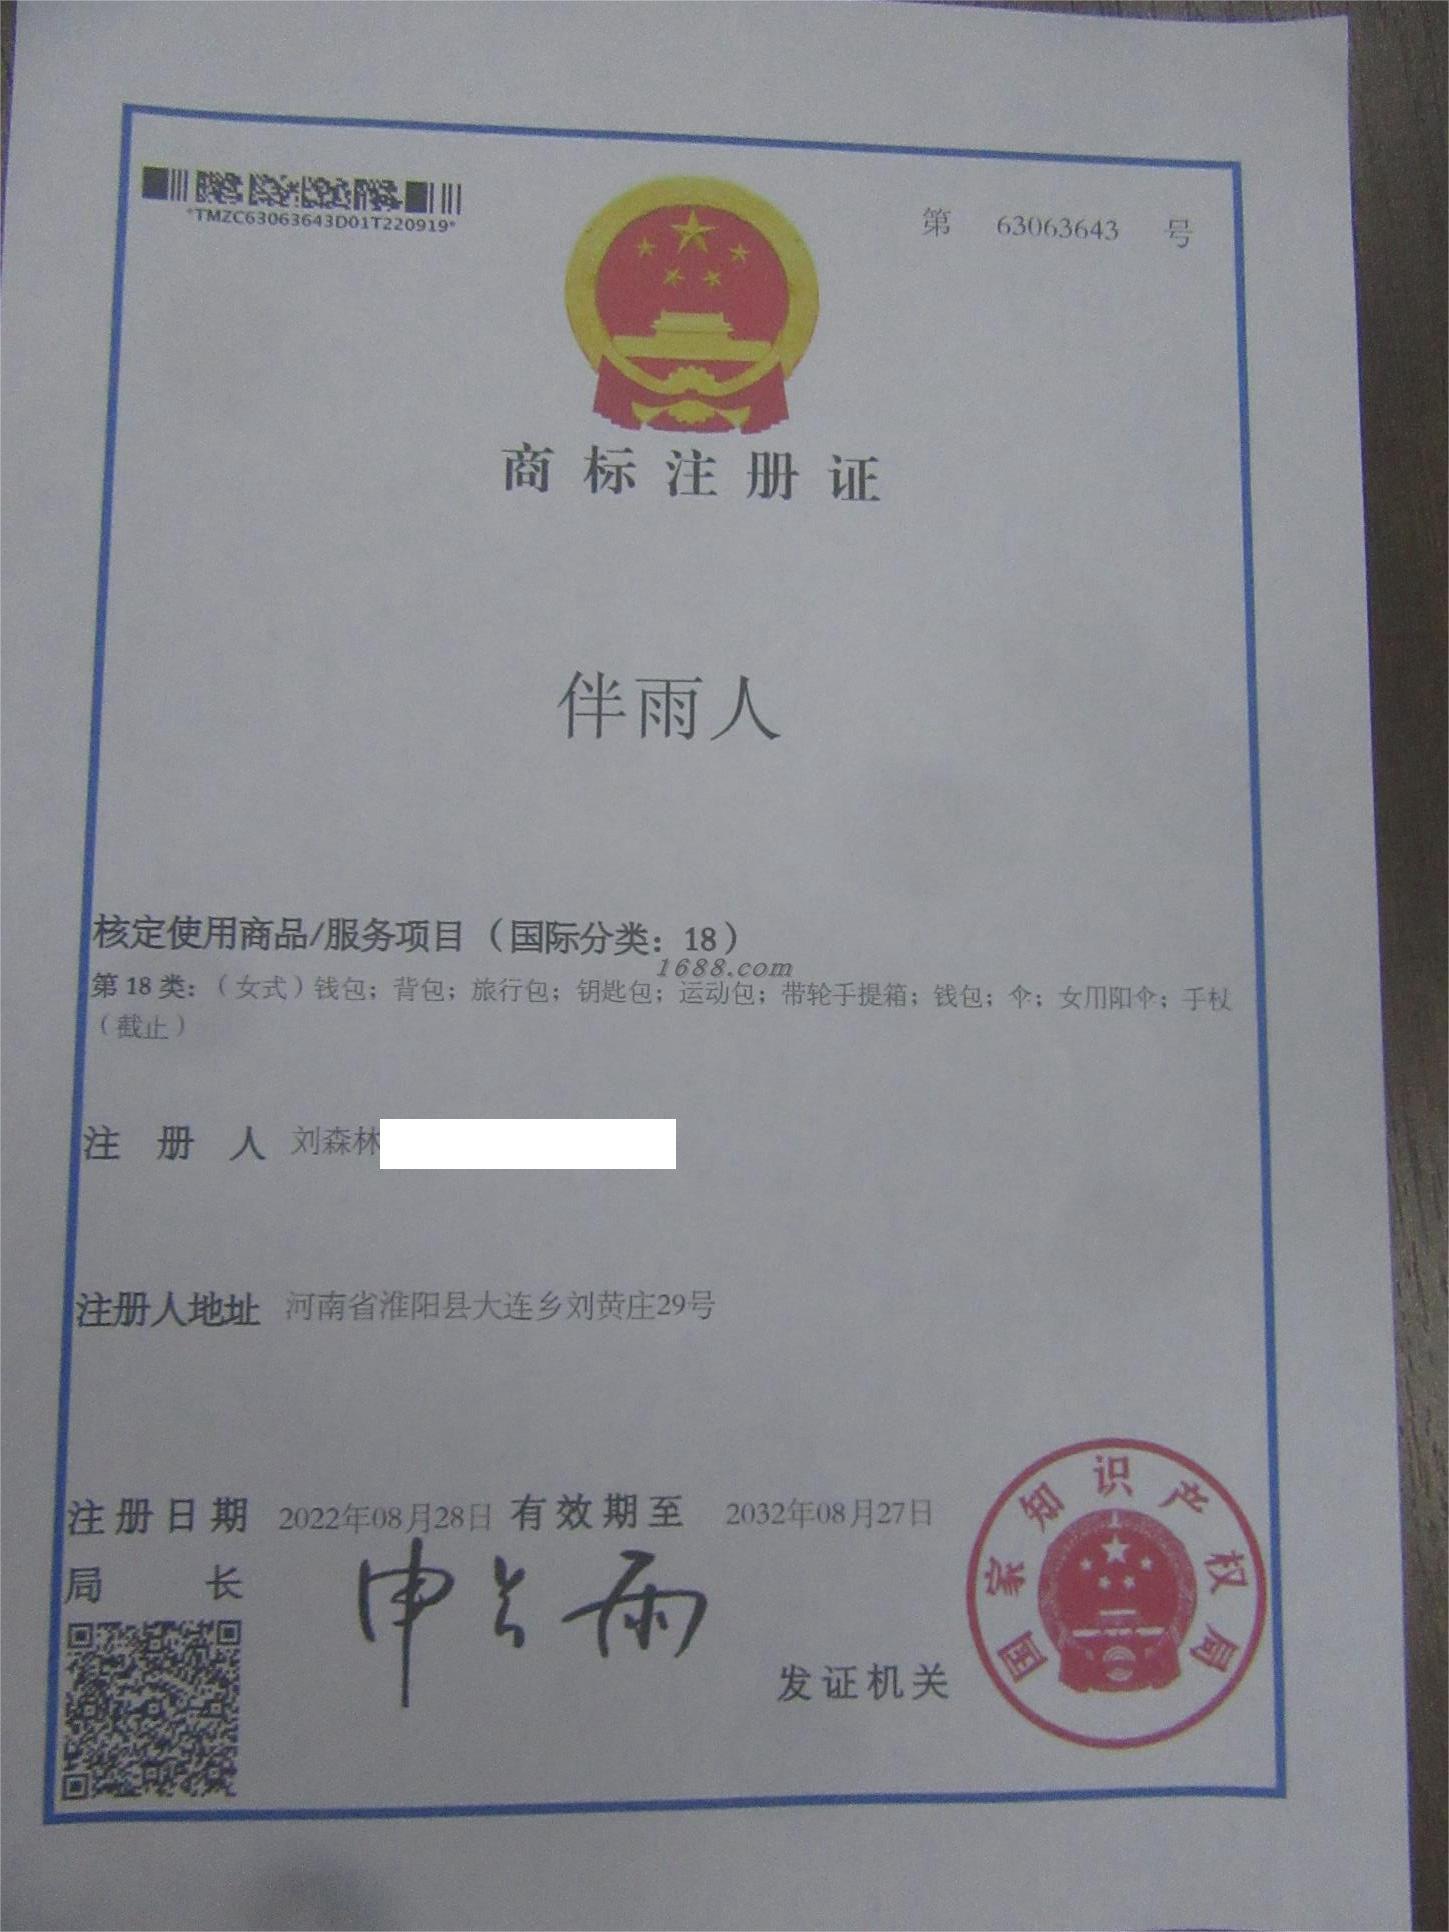 *TMZC63063643D01T220919*
第 63063643 号
商标注册证
伴雨人
核定使用商品/服务项目（国际分类：18）
1688.com
第18类：（女式）钱包；背包；旅行包；钥匙包；运动包；带轮手提箱；钱包；伞；女用阳伞；手杖
（截止）
注册人 刘森林
注册人地址 河南省淮阳县大连乡刘黄庄29号
注册日期 2022年08月28日 有效期至 2032年08月27日
局长 申长雨
发证机关
国家知识产权局